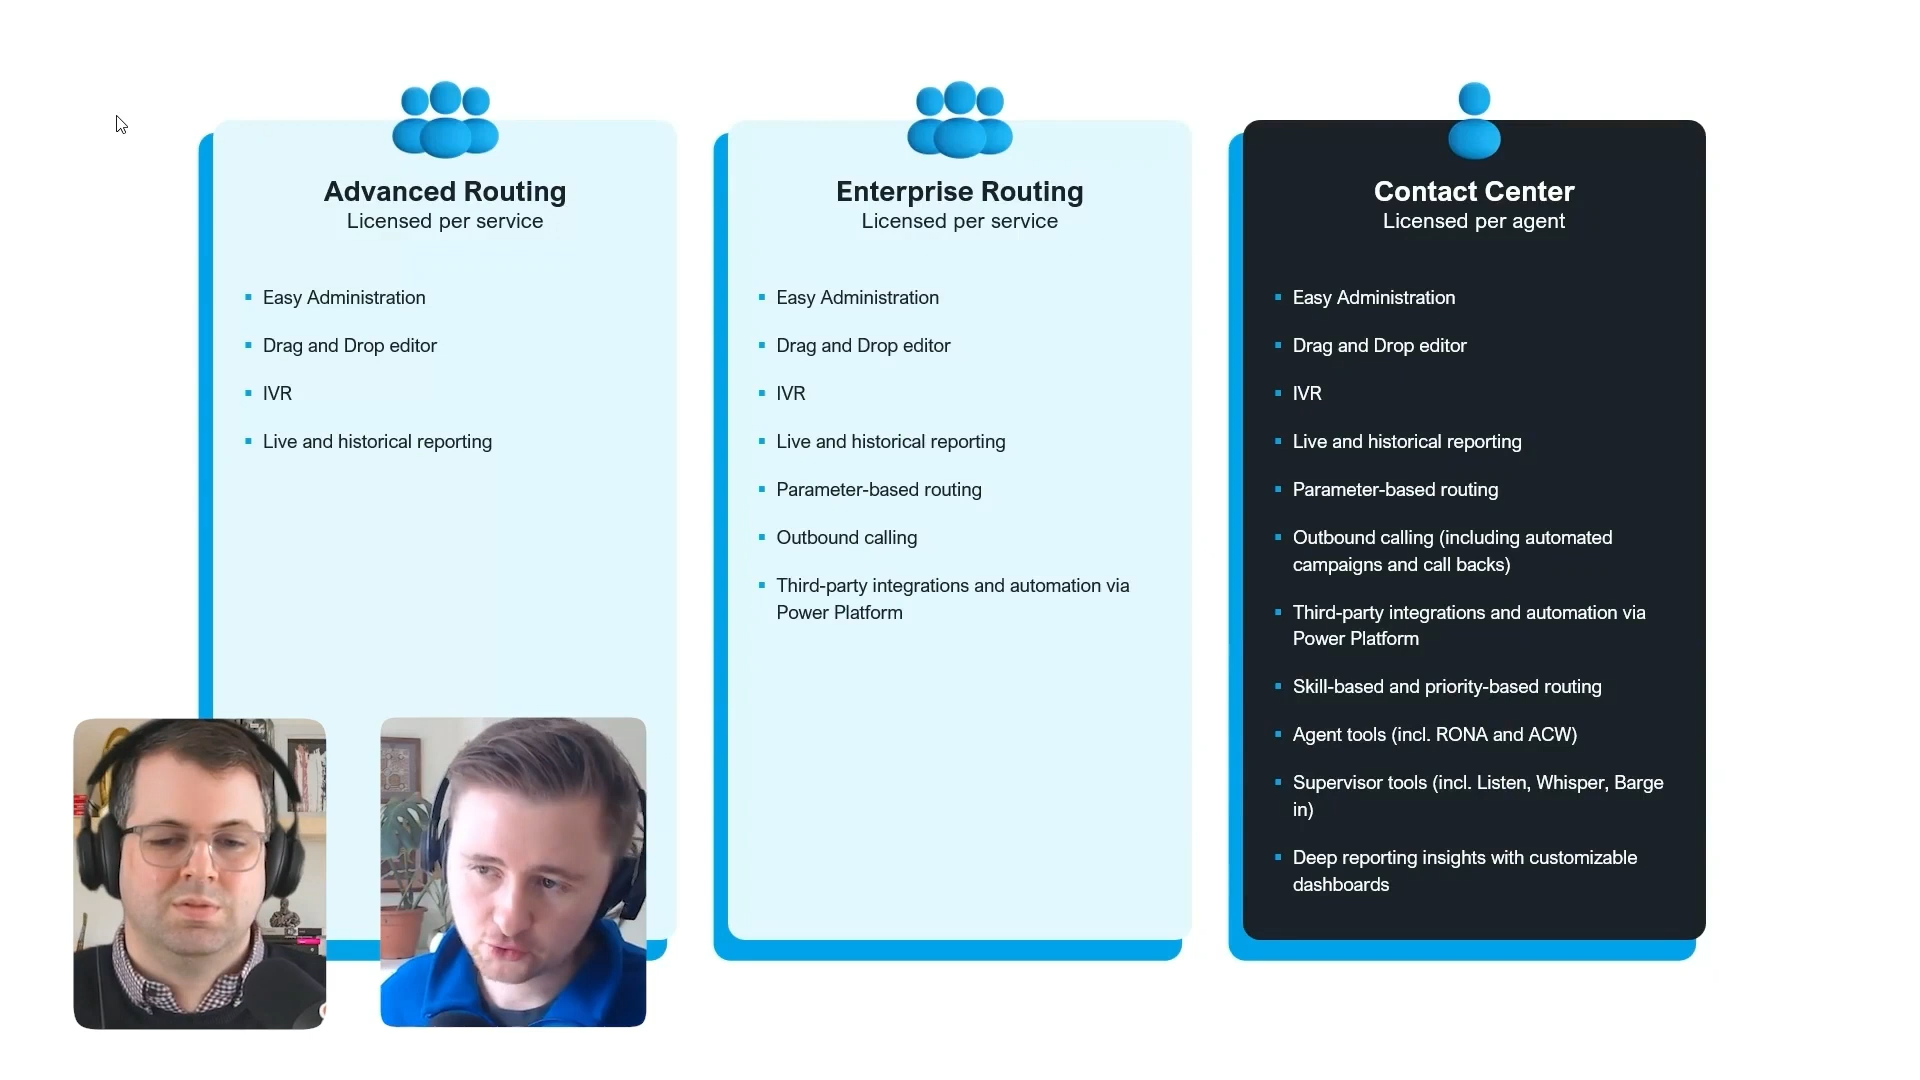 Advanced Routing
Licensed per service
Easy Administration
Drag and Drop editor
IVR
Live and historical reporting
Enterprise Routing
Licensed per service
Easy Administration
Drag and Drop editor
IVR
Live and historical reporting
Parameter-based routing
Outbound calling
Third-party integrations and automation via
Power Platform
Contact Center
Licensed per agent
Easy Administration
Drag and Drop editor
IVR
Live and historical reporting
Parameter-based routing
Outbound calling (including automated
campaigns and call backs)
Third-party integrations and automation via
Power Platform
Skill-based and priority-based routing
Agent tools (incl. RONA and ACW)
Supervisor tools (incl. Listen, Whisper, Barge
in)
Deep reporting insights with customizable
dashboards